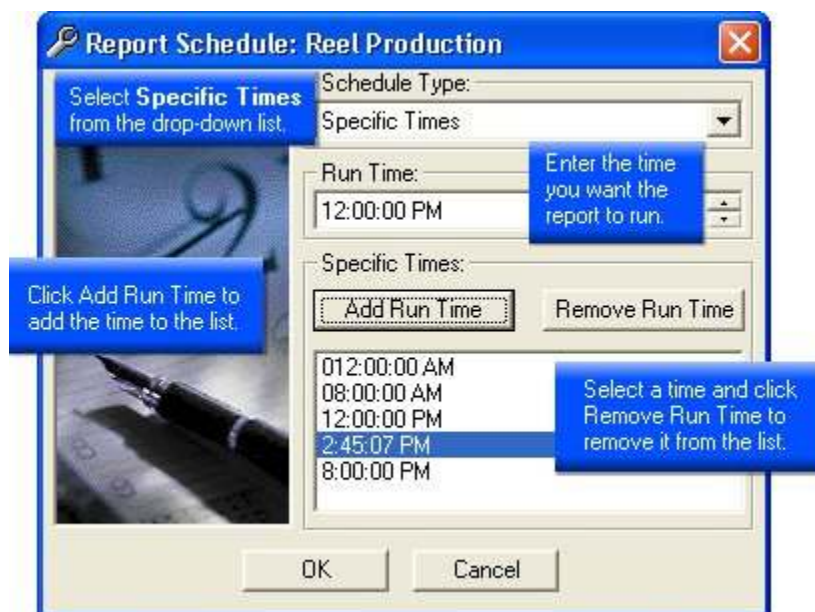 Report Schedule: Reel Production
Select Specific Times
from the drop-down list.
Schedule Type:
Specific Times
Run Time:
12:00:00 PM
Enter the time
you want the
report to run.
Specific Times:
Click Add Run Time to
add the time to the list.
Add Run Time
Remove Run Time
012:00:00 AM
08:00:00 AM
12:00:00 PM
2:45:07 PM
8:00:00 PM
Select a time and click
Remove Run Time to
remove it from the list.
OK
Cancel